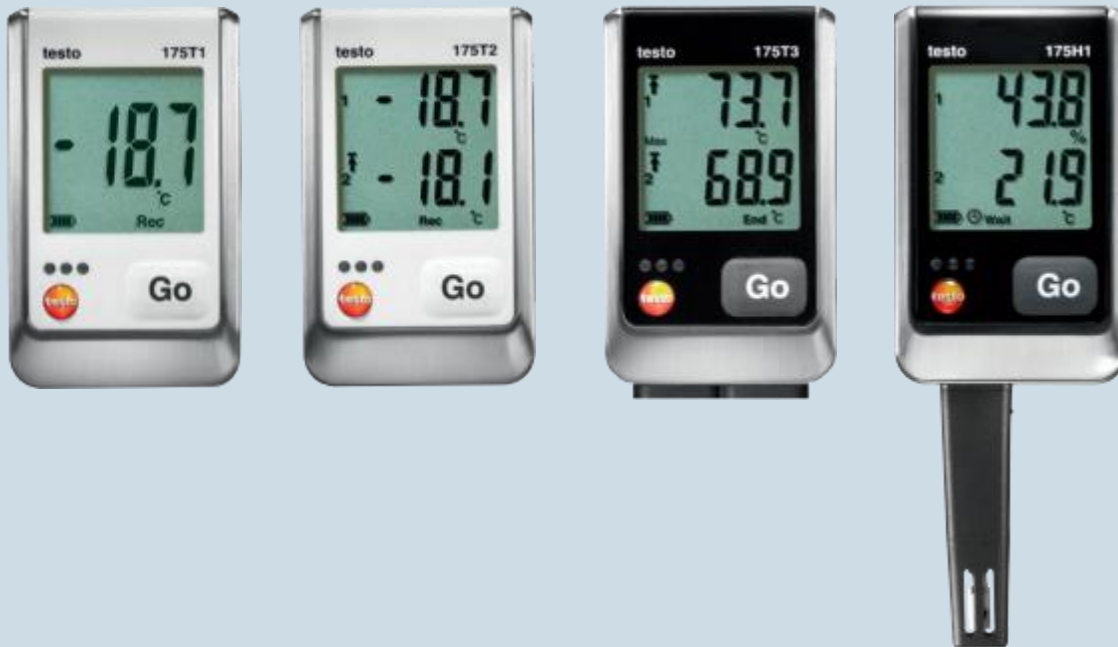 testo 175T1
- 18.7
°C
Rec
Go
testo
testo 175T2
1 - 18.7
°C
2 - 18.1
Rec °C
Go
testo
testo 175T3
1 73.7
°C
Max
2 68.9
End °C
Go
testo
testo 175H1
1 43.8
%
2 21.9
Wait °C
Go
testo